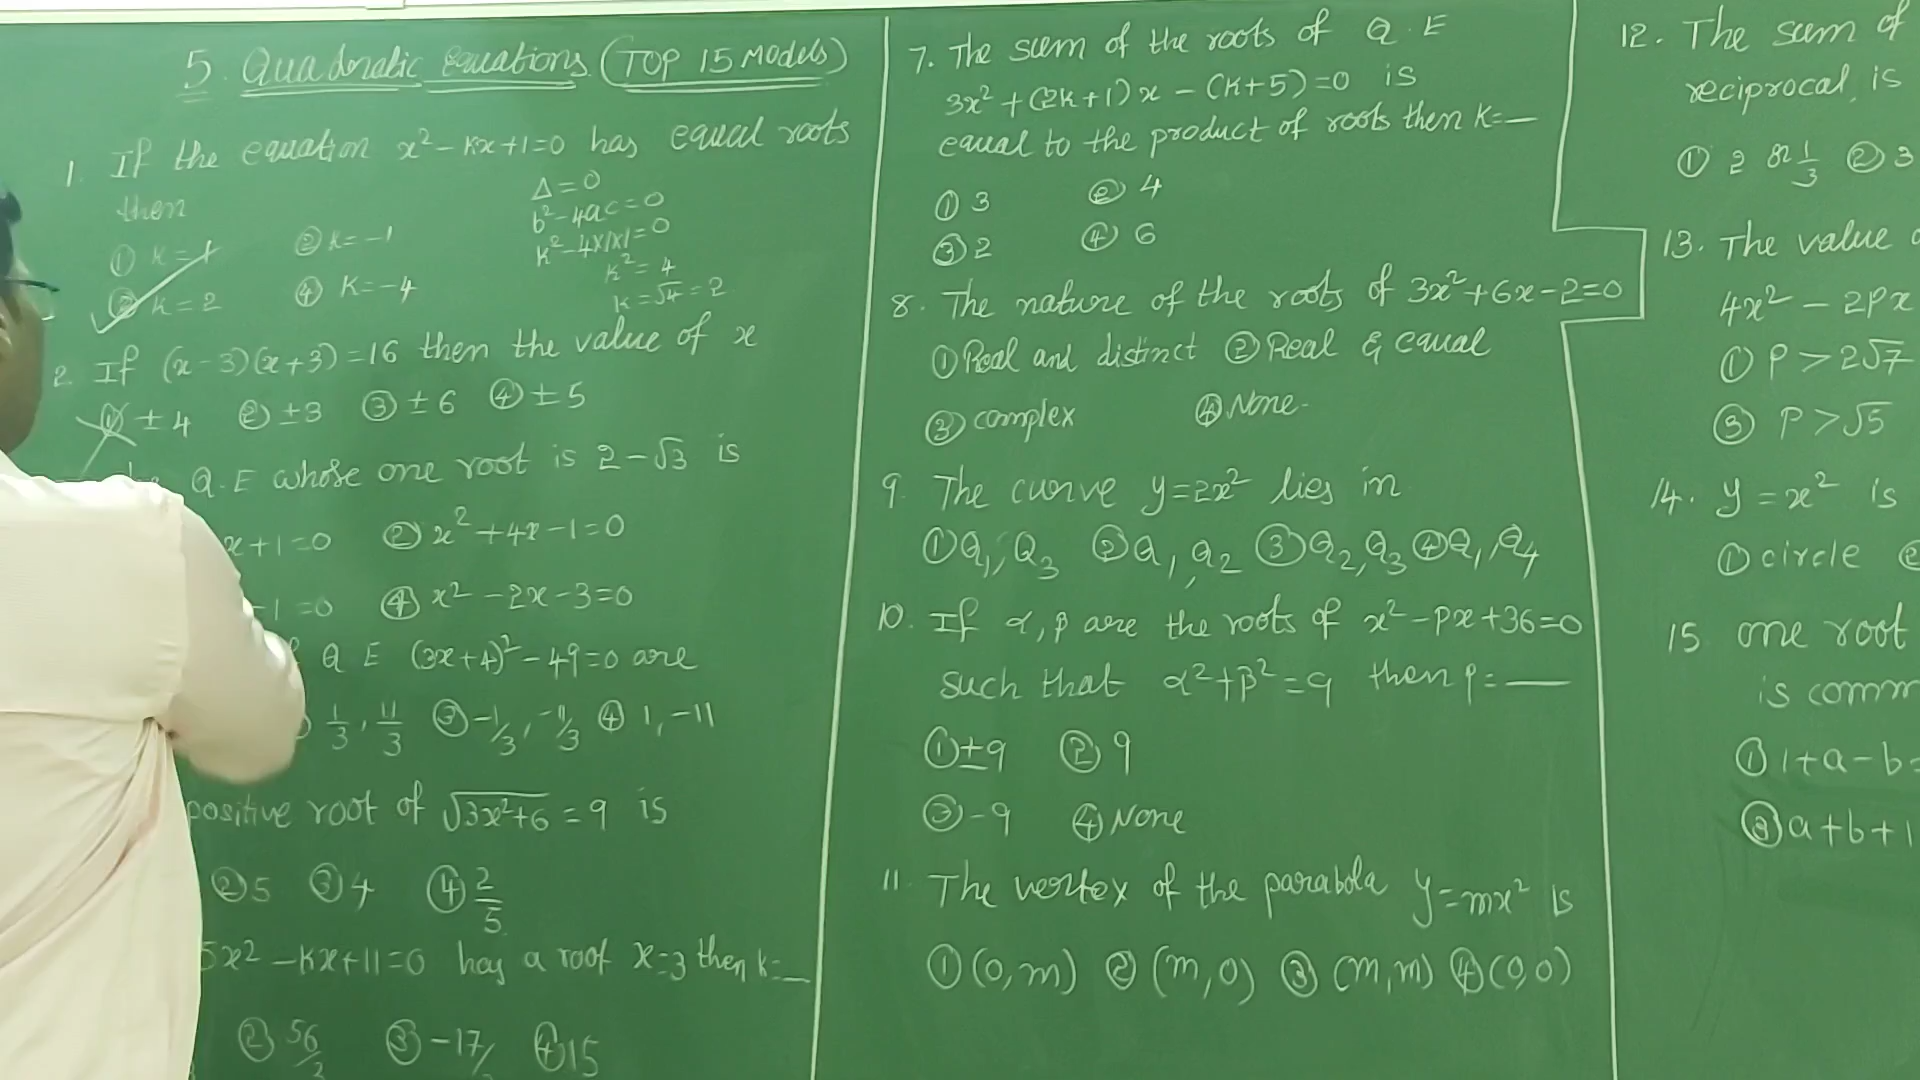 5. Quadratic equations (TOP 15 Models)
1. If the equation x² - kx + 1 = 0 has equal roots
then
① k = 1 ② k = -1
③ k = 2 ④ k = -4
Δ = 0
b² - 4ac = 0
k² - 4x1x1 = 0
k² = 4
k = √4 = 2
2. If (x-3)(x+3) = 16 then the value of x
① ±4 ② ±3 ③ ±6 ④ ±5
Q.E whose one root is 2-√3 is
x+1=0 ② x²+4x-1=0
-1=0 ④ x²-2x-3=0
Q E (3x+4)²-49=0 are
1/3, 11/3 ③ -1/3, -11/3 ④ 1, -11
positive root of √3x²+6 = 9 is
② 5 ③ 4 ④ 2/5
5x² - kx + 11 = 0 has a root x=3 then k=_
② 56/ ③ -17/ ④ 15
7. The sum of the roots of Q.E
3x² + (2k+1)x - (k+5) = 0 is
equal to the product of roots then k=_
① 3 ② 4
③ 2 ④ 6
8. The nature of the roots of 3x²+6x-2=0
① Real and distinct ② Real & equal
③ complex ④ None.
9. The curve y=2x² lies in
① Q₁, Q₃ ② Q₁, Q₂ ③ Q₂, Q₃ ④ Q₁, Q₄
10. If α, β are the roots of x²-px+36=0
such that α²+β²=9 then p=__
① ±9 ② 9
③ -9 ④ None
11. The vertex of the parabola y=mx² is
① (0,m) ② (m,0) ③ (m,m) ④ (0,0)
12. The sum of
reciprocal, is
① 3 or 1/3 ② 3
13. The value
4x² - 2px
① P > 2√7
③ P > √5
14. y = x² is
① circle
15 one root
is comm
① 1+a-b=
③ a+b+1